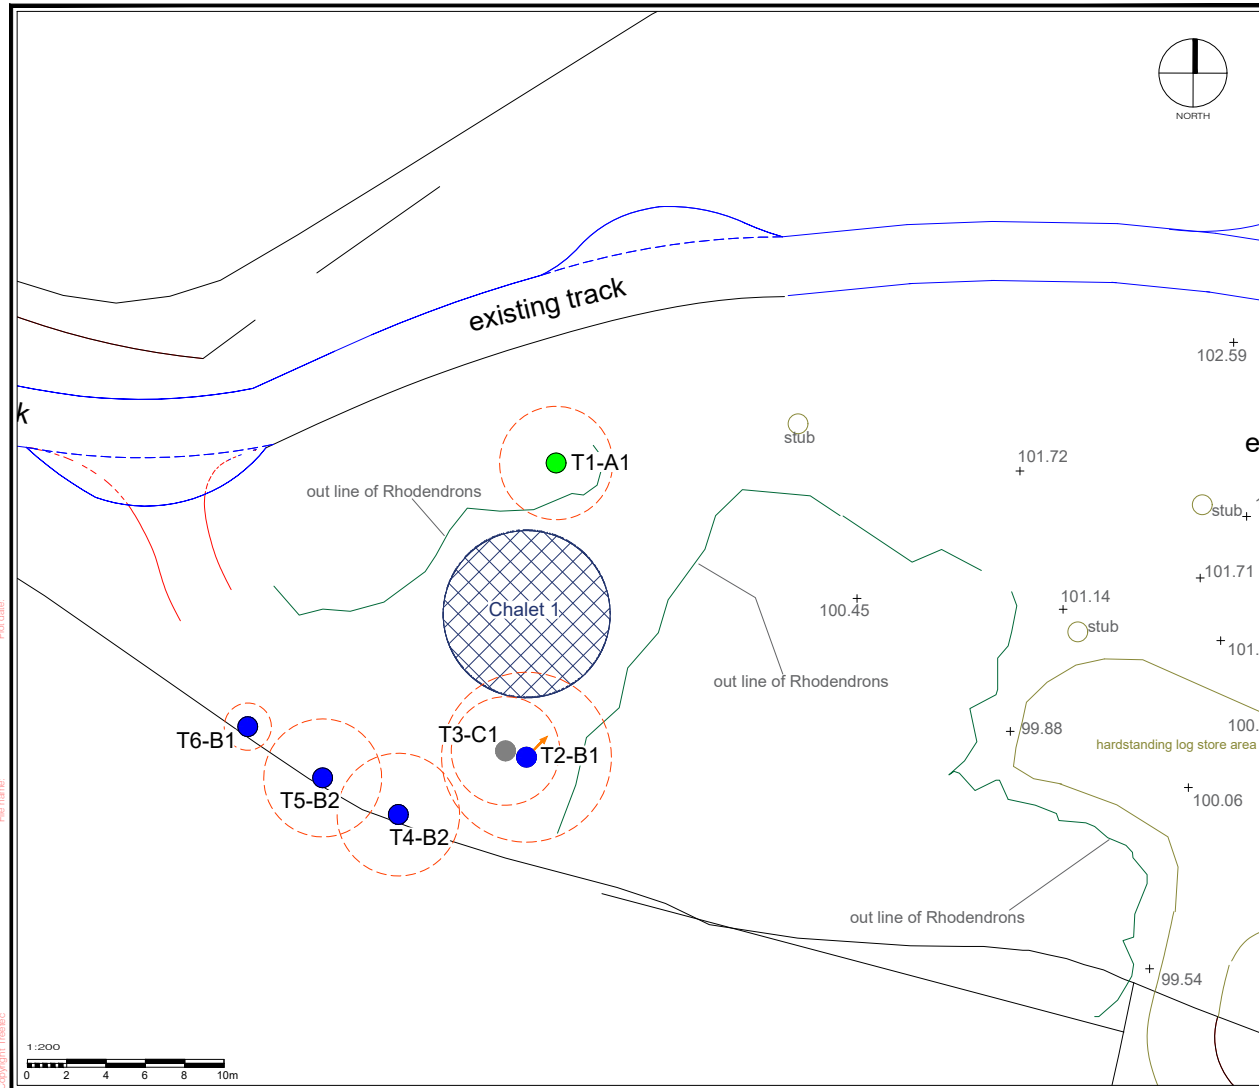 NORTH
existing track
102.59
k
stub
e
T1-A1
101.72
out line of Rhodendrons
stub
101.71
Chalet 1
100.45
101.14
stub
101.
out line of Rhodendrons
T6-B1
T3-C1
T2-B1
99.88
100.
hardstanding log store area
T5-B2
100.06
T4-B2
out line of Rhodendrons
99.54
1:200
0 2 4 6 8 10m